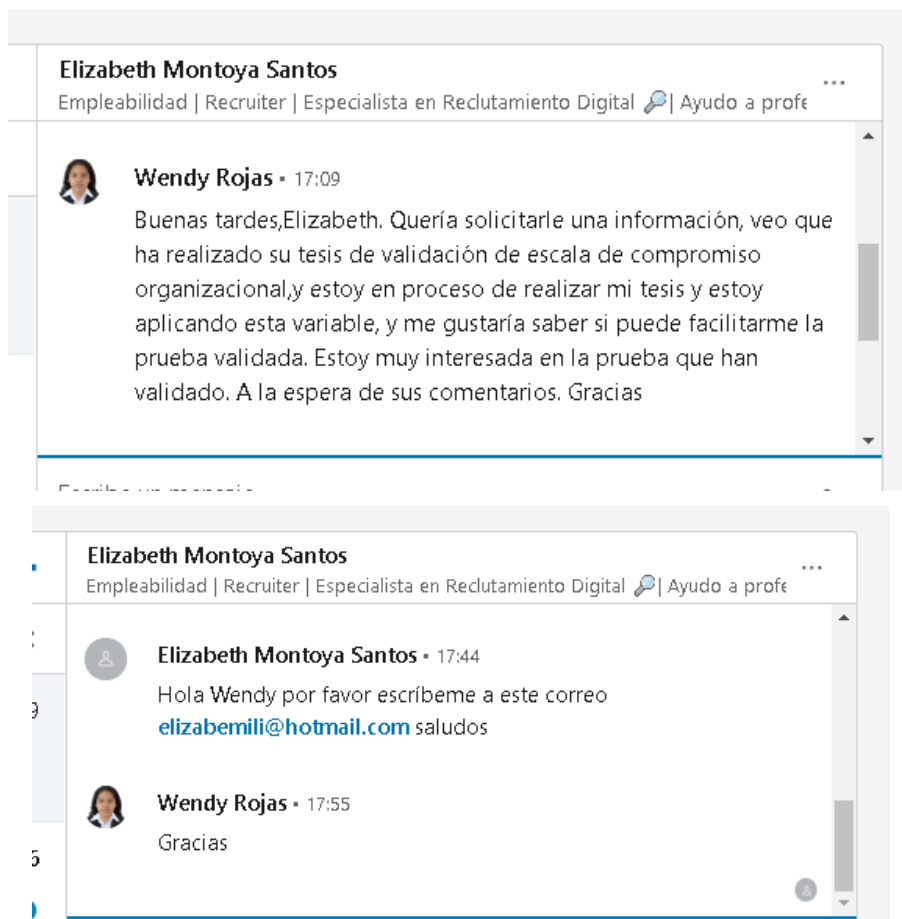 Elizabeth Montoya Santos
Empleabilidad | Recruiter | Especialista en Reclutamiento Digital 🔎| Ayudo a profe
Wendy Rojas • 17:09
Buenas tardes,Elizabeth. Quería solicitarle una información, veo que
ha realizado su tesis de validación de escala de compromiso
organizacional,y estoy en proceso de realizar mi tesis y estoy
aplicando esta variable, y me gustaría saber si puede facilitarme la
prueba validada. Estoy muy interesada en la prueba que han
validado. A la espera de sus comentarios. Gracias
Elizabeth Montoya Santos
Empleabilidad | Recruiter | Especialista en Reclutamiento Digital 🔎| Ayudo a profe
Elizabeth Montoya Santos • 17:44
Hola Wendy por favor escríbeme a este correo
elizabemili@hotmail.com saludos
Wendy Rojas • 17:55
Gracias